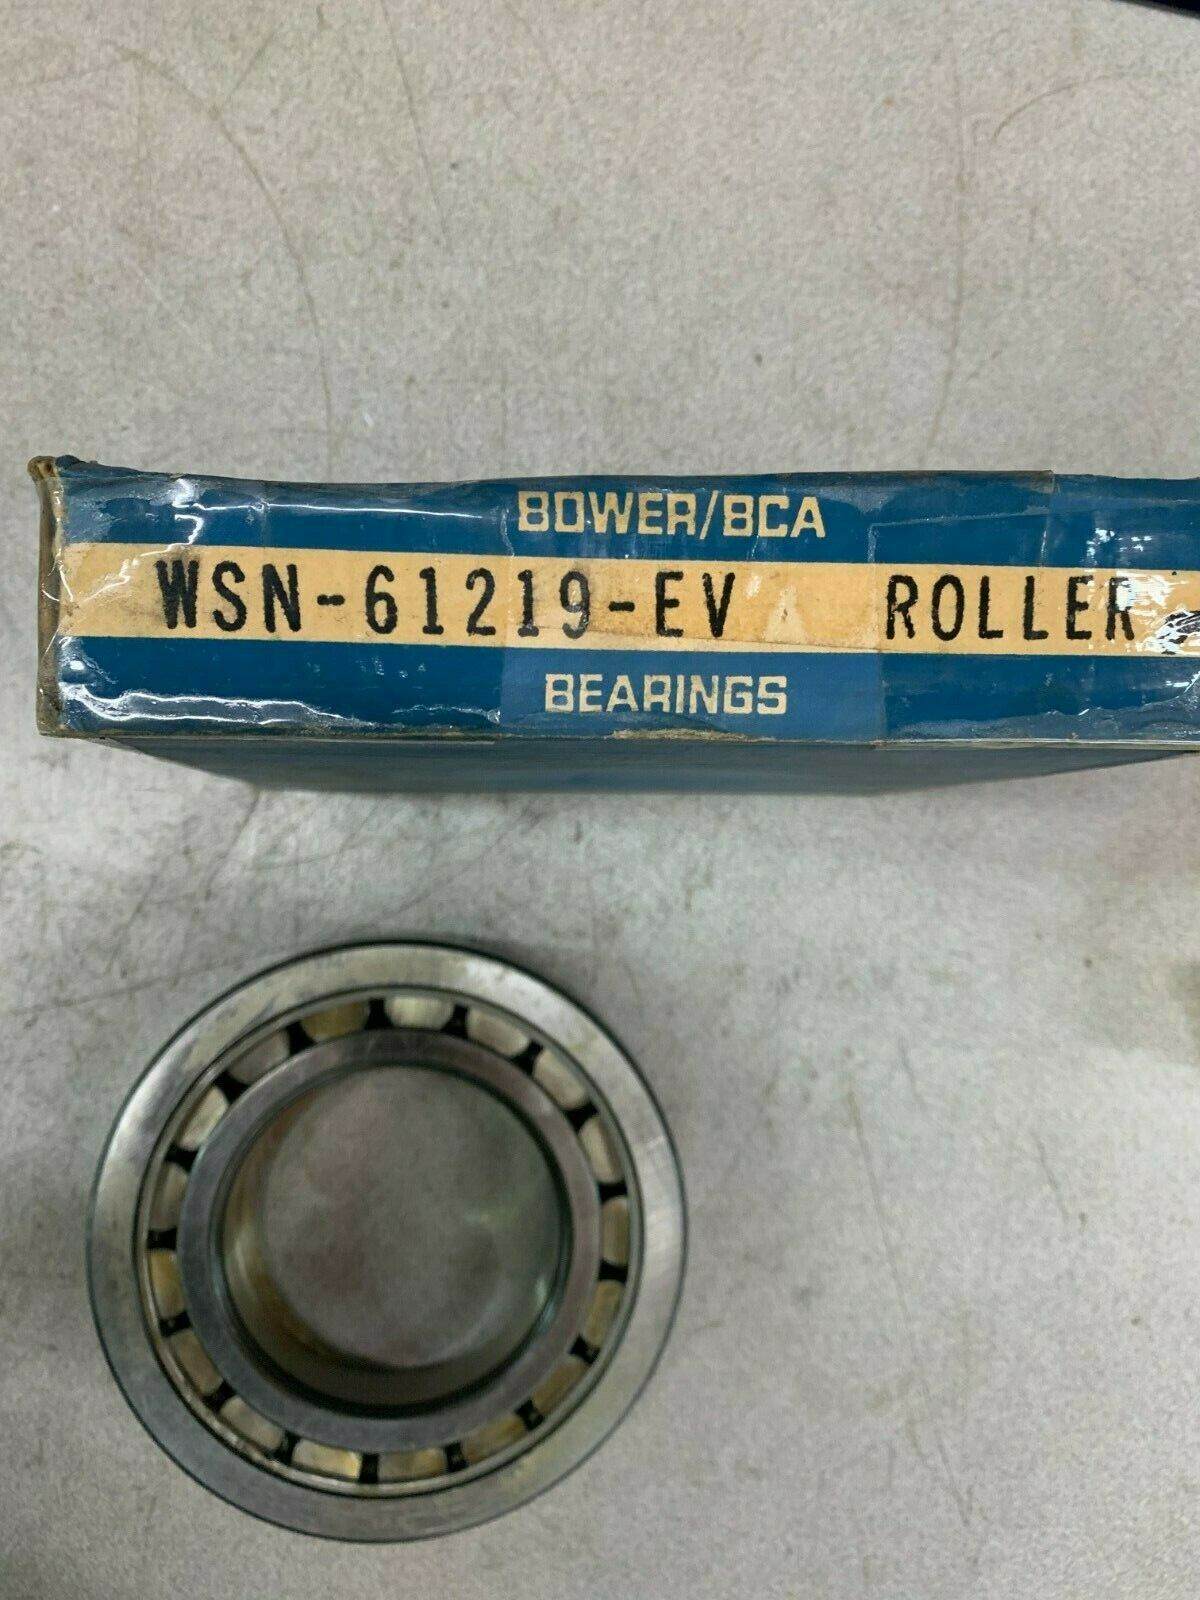 BOWER/BCA
WSN-61219-EV ROLLER
BEARINGS